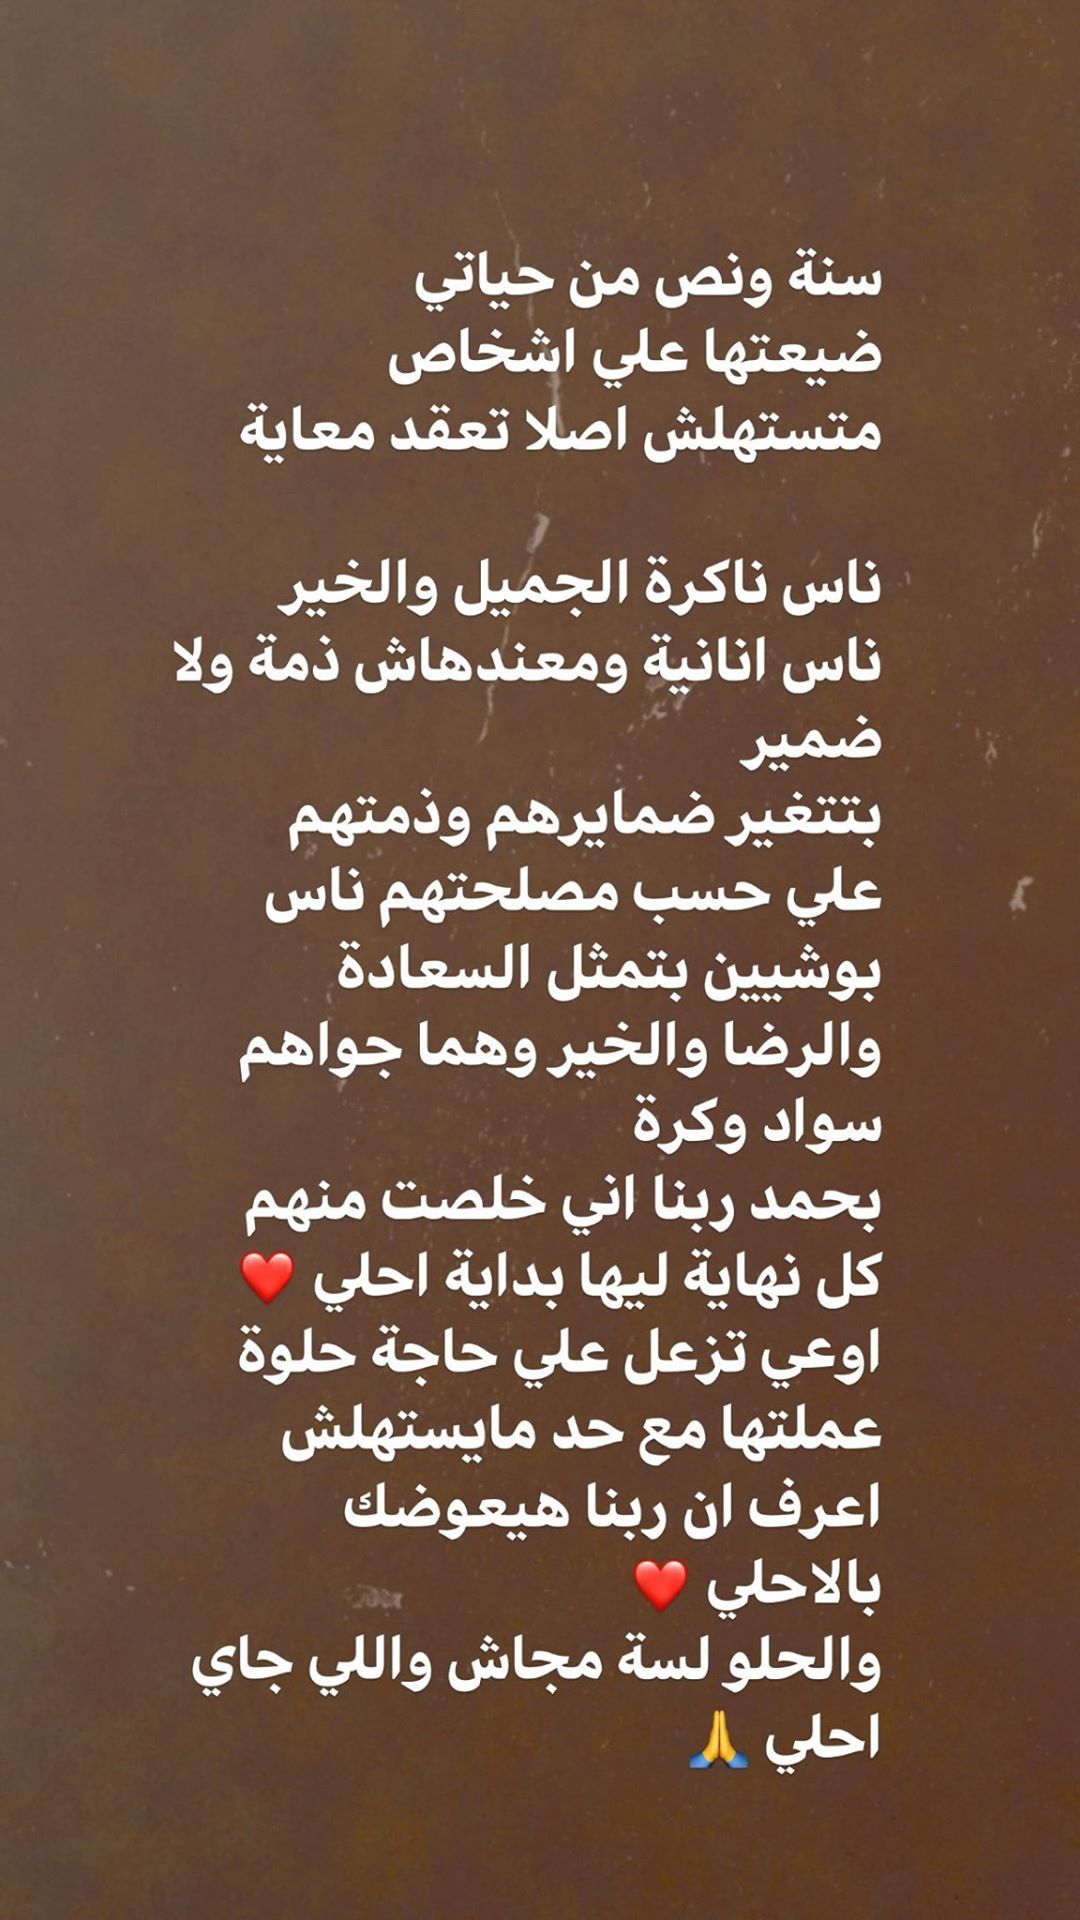 سنة ونص من حياتي
ضيعتها علي اشخاص
متستهلش اصلا تعقد معاية
ناس ناكرة الجميل والخير
ناس انانية ومعندهاش ذمة ولا
ضمير
بتتغير ضمايرهم وذمتهم
علي حسب مصلحتهم ناس
بوشيين بتمثل السعادة
والرضا والخير وهما جواهم
سواد وكرة
بحمد ربنا اني خلصت منهم
كل نهاية ليها بداية احلي ❤️
اوعي تزعل علي حاجة حلوة
عملتها مع حد مايستهلش
اعرف ان ربنا هيعوضك
بالاحلي ❤️
والحلو لسة مجاش واللي جاي
احلي 🙏